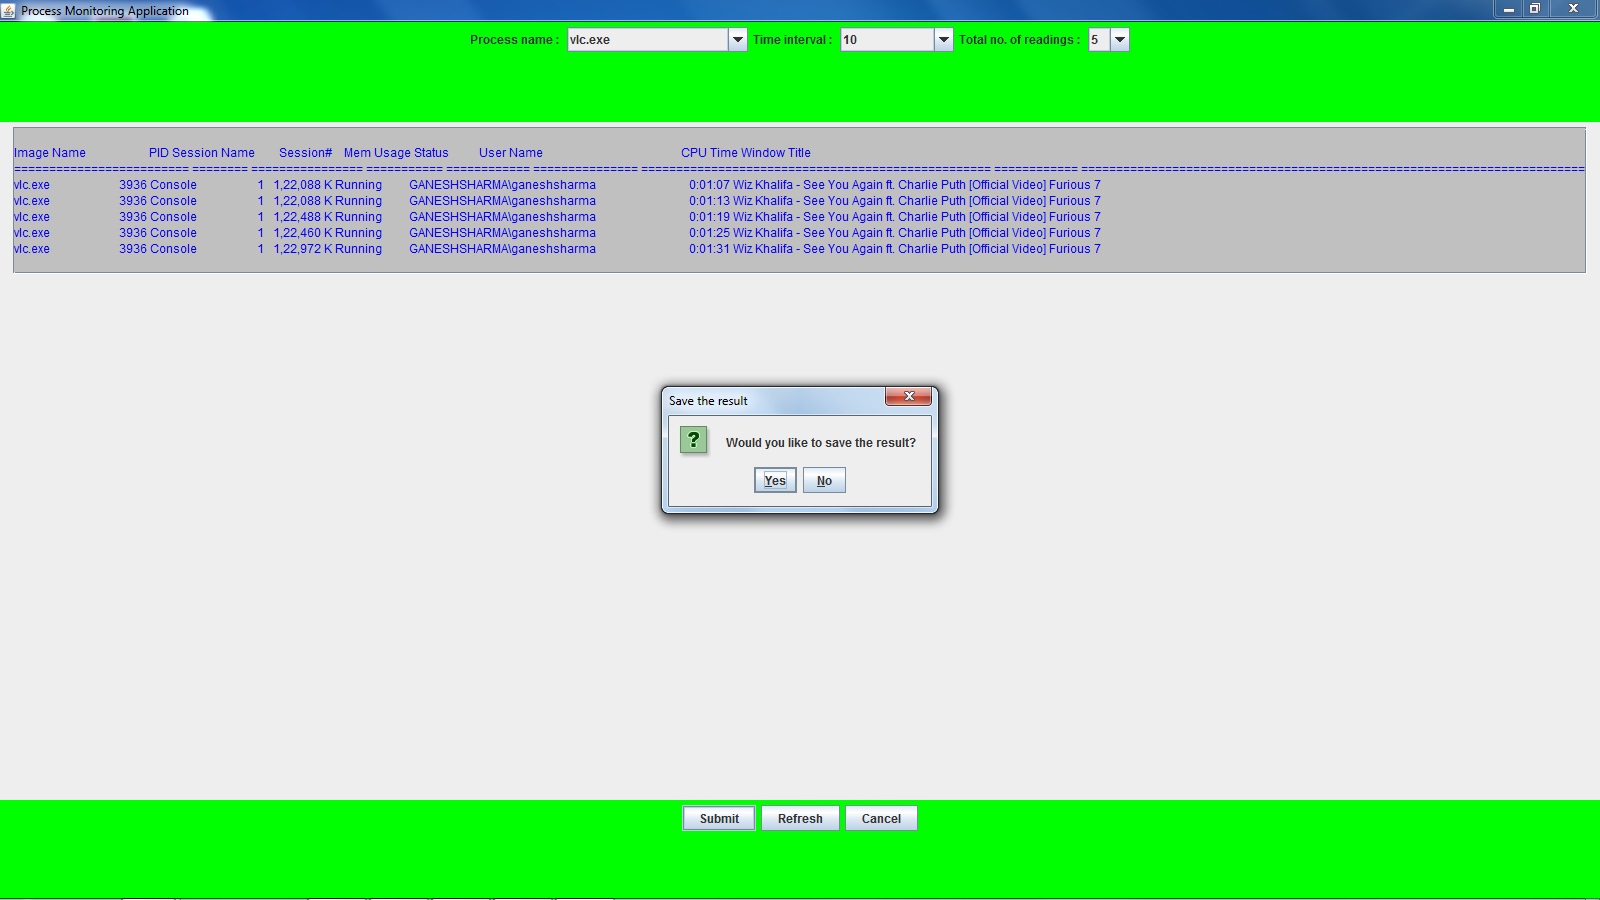 Process Monitoring Application
Process name : vlc.exe Time interval : 10 Total no. of readings : 5
Image Name PID Session Name Session# Mem Usage Status User Name CPU Time Window Title
vlc.exe 3936 Console 1 1,22,088 K Running GANESHSHARMA\ganeshsharma 0:01:07 Wiz Khalifa - See You Again ft. Charlie Puth [Official Video] Furious 7
vlc.exe 3936 Console 1 1,22,088 K Running GANESHSHARMA\ganeshsharma 0:01:13 Wiz Khalifa - See You Again ft. Charlie Puth [Official Video] Furious 7
vlc.exe 3936 Console 1 1,22,488 K Running GANESHSHARMA\ganeshsharma 0:01:19 Wiz Khalifa - See You Again ft. Charlie Puth [Official Video] Furious 7
vlc.exe 3936 Console 1 1,22,460 K Running GANESHSHARMA\ganeshsharma 0:01:25 Wiz Khalifa - See You Again ft. Charlie Puth [Official Video] Furious 7
vlc.exe 3936 Console 1 1,22,972 K Running GANESHSHARMA\ganeshsharma 0:01:31 Wiz Khalifa - See You Again ft. Charlie Puth [Official Video] Furious 7
Save the result
? Would you like to save the result?
Yes No
Submit Refresh Cancel